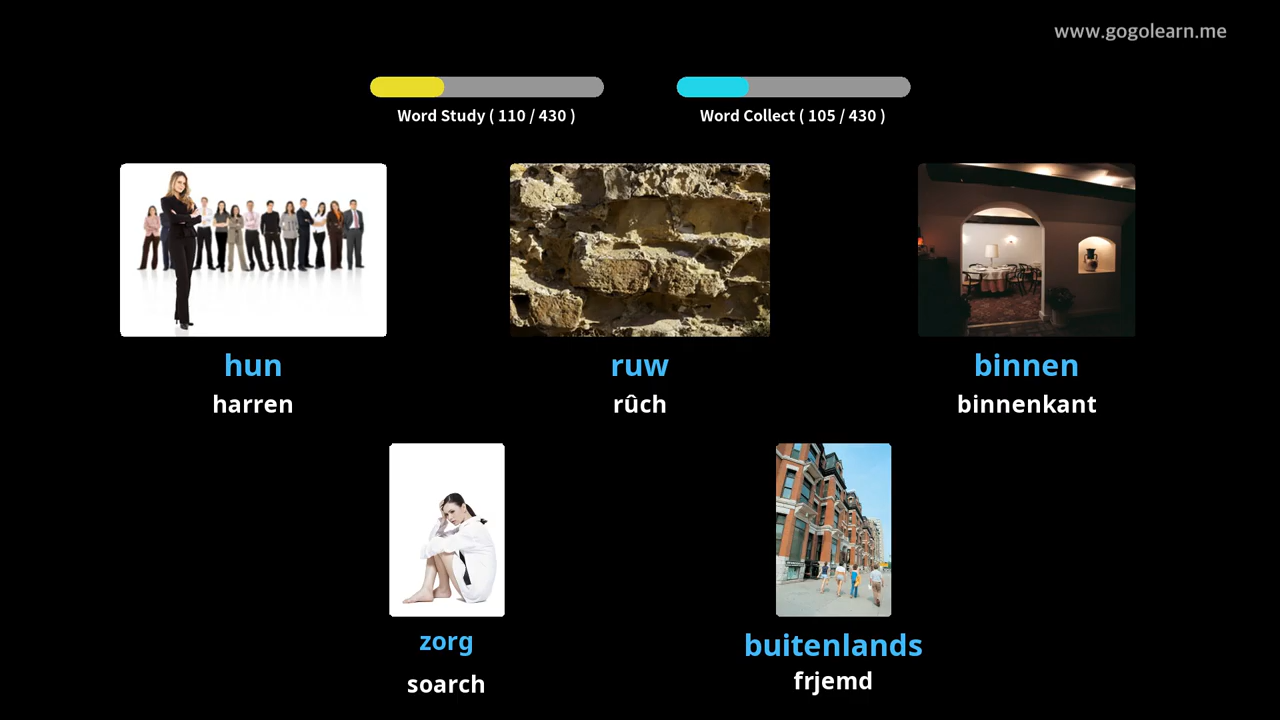 www.gogolearn.me
Word Study ( 110 / 430 )
Word Collect ( 105 / 430 )
hun
harren
ruw
rûch
binnen
binnenkant
zorg
soarch
buitenlands
frjemd